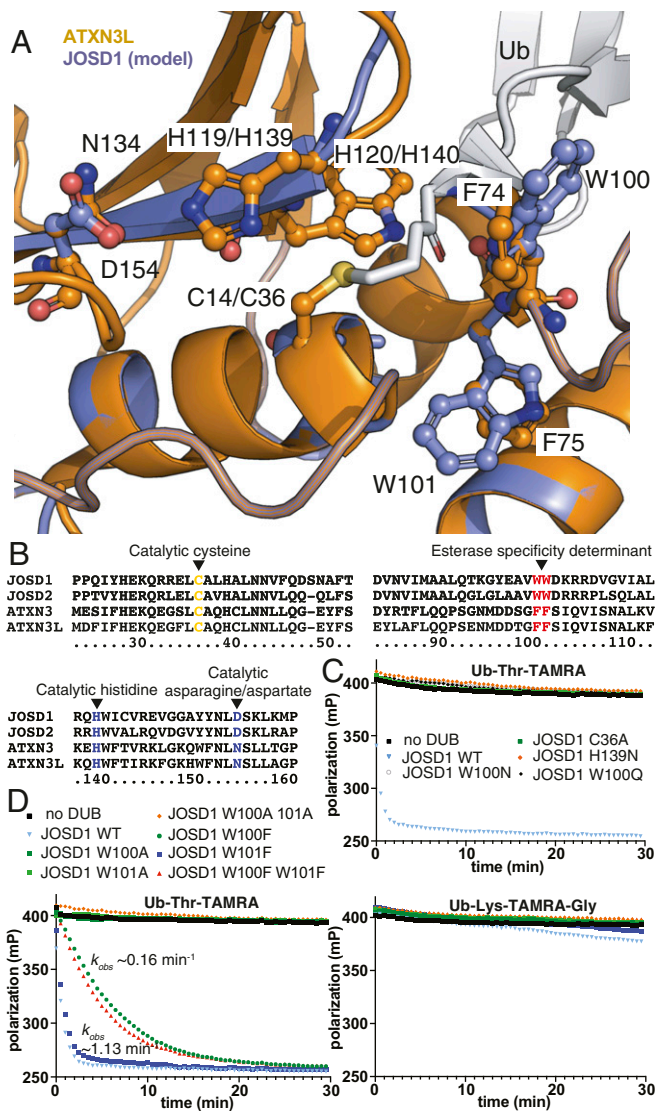 A
ATXN3L
JOSD1 (model)
Ub
N134
H119/H139
H120/H140
F74
W100
D154
C14/C36
F75
W101
B
Catalytic cysteine
Esterase specificity determinant
JOSD1 PPQIYHEKQRRELCALHALNNVFQDSNAFT DVNVIMAALQTKGYEAVWWDKRRDVGVIAL
JOSD2 PPTVYHERQRLELCAVHALNNVLQQ-QLFS DVNVIMAALQGLGLAAVWWDRRRPLSQLAL
ATXN3 MESIFHEKQEGSLCAQHCLNNLLQG-EYFS DYRTFLQQPSGNMDDSGFFSIQVISNALKV
ATXN3L MDFIFHEKQEGFLCAQHCLNNLLQG-EYFS EYLAFLQQPSENMDDTGFFSIQVISNALKF
.......30........40........50.. .......90.......100.......110..
Catalytic histidine
Catalytic asparagine/aspartate
JOSD1 RQHWICVREVGGAYYNLDSKLKMP
JOSD2 RRHWVALRQVDGVYYNLDSKLRAP
ATXN3 KEHWFTVRKLGKQWFNLNSLLTGP
ATXN3L KQHWFTIRKFGKHWFNLNSLLAGP
..140.......150.......160
C
Ub-Thr-TAMRA
no DUB
JOSD1 WT
JOSD1 W100N
JOSD1 C36A
JOSD1 H139N
JOSD1 W100Q
polarization (mP)
400
350
300
250
0 10 20 30
time (min)
D
no DUB
JOSD1 WT
JOSD1 W100A
JOSD1 W101A
JOSD1 W100A 101A
JOSD1 W100F
JOSD1 W101F
JOSD1 W100F W101F
Ub-Thr-TAMRA
kobs ~0.16 min-1
kobs
~1.13 min-1
polarization (mP)
400
350
300
250
0 10 20 30
time (min)
Ub-Lys-TAMRA-Gly
polarization (mP)
400
350
300
250
0 10 20 30
time (min)